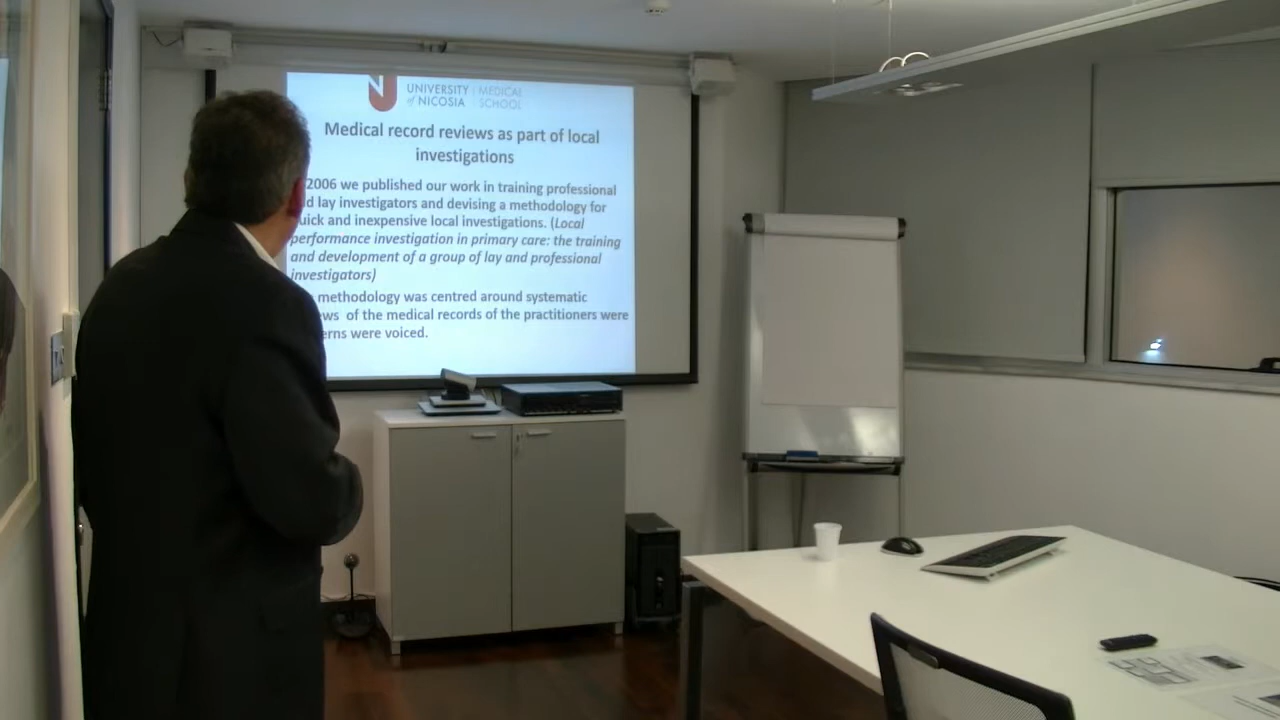 UNIVERSITY
of NICOSIA
MEDICAL
SCHOOL
Medical record reviews as part of local
investigations
2006 we published our work in training professional
lay investigators and devising a methodology for
and inexpensive local investigations. (Local
performance investigation in primary care: the training
and development of a group of lay and professional
investigators)
methodology was centred around systematic
of the medical records of the practitioners were
were voiced.